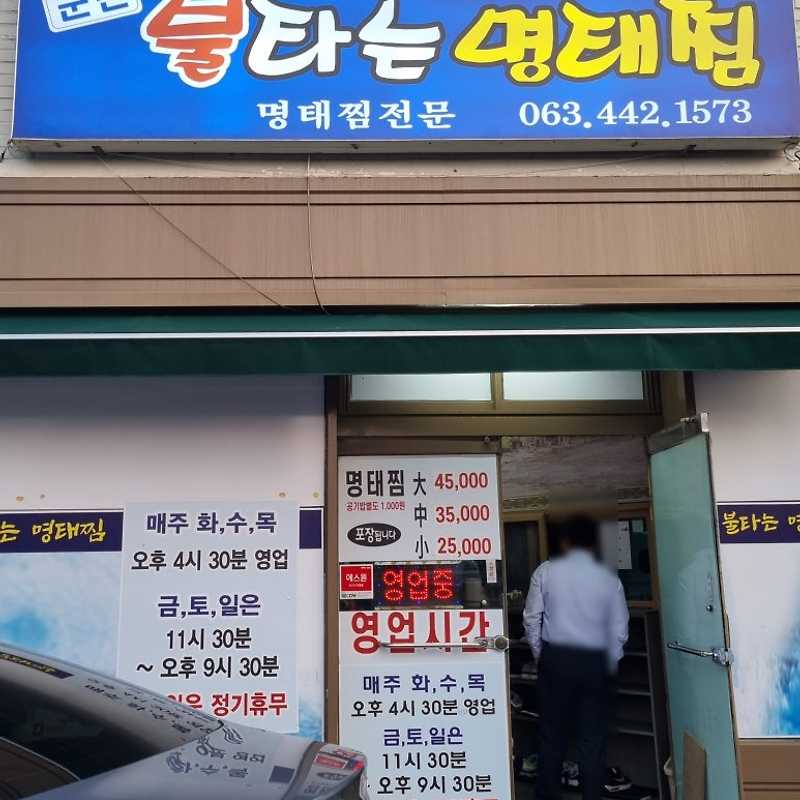 군산
불타는 명태찜
명태찜전문 063.442.1573
명태찜 大 45,000
공기밥별도 1.000원
中 35,000
포장됩니다
小 25,000
에스원
영업중
영업시간
매주 화,수,목
오후 4시 30분 영업
금,토,일은
11시 30분
~ 오후 9시 30분
는 명태찜
매주 화,수,목
오후 4시 30분 영업
금,토,일은
11시 30분
~ 오후 9시 30분
정기휴무
불타는 명